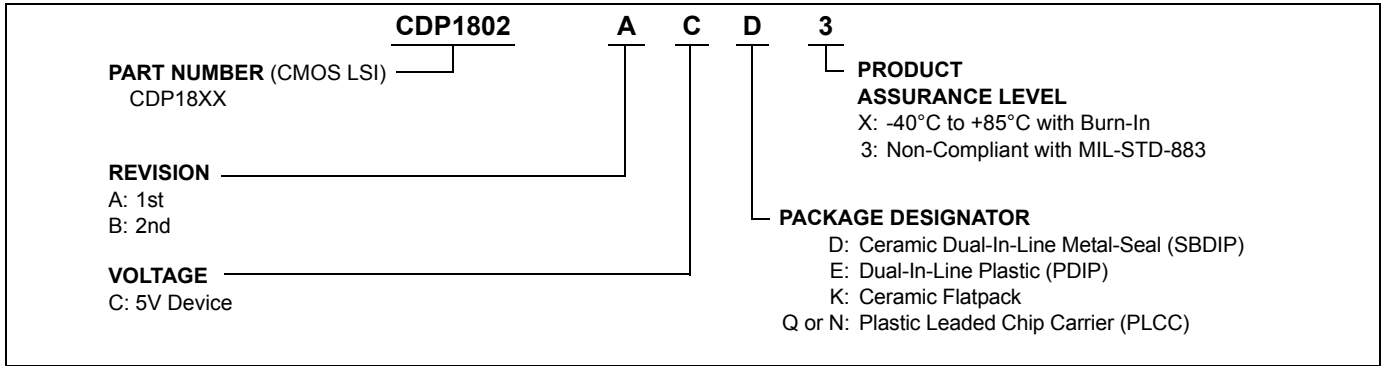 CDP1802 A C D 3
PART NUMBER (CMOS LSI)
CDP18XX
REVISION
A: 1st
B: 2nd
VOLTAGE
C: 5V Device
PRODUCT
ASSURANCE LEVEL
X: -40°C to +85°C with Burn-In
3: Non-Compliant with MIL-STD-883
PACKAGE DESIGNATOR
D: Ceramic Dual-In-Line Metal-Seal (SBDIP)
E: Dual-In-Line Plastic (PDIP)
K: Ceramic Flatpack
Q or N: Plastic Leaded Chip Carrier (PLCC)